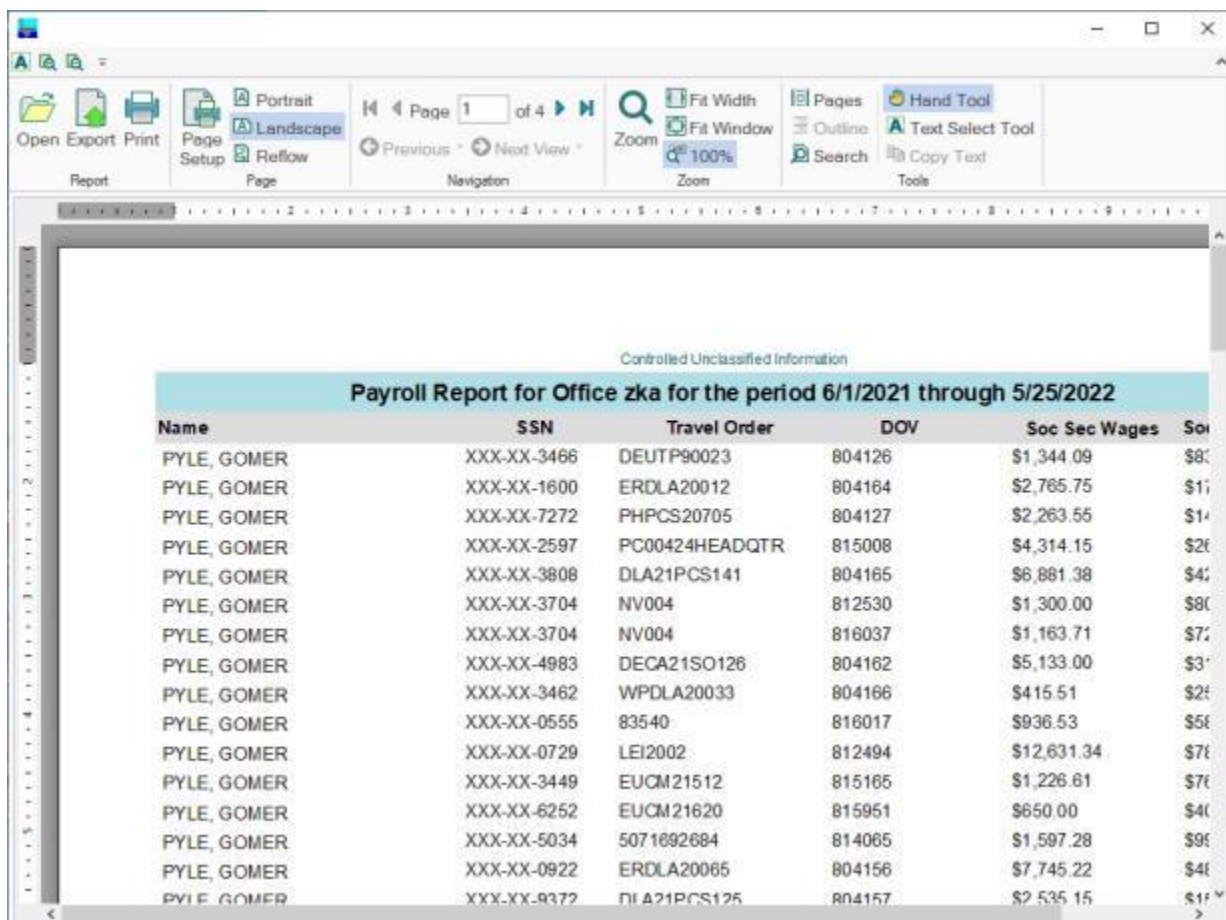 Open Export Print
Report
Page Setup
Portrait
Landscape
Reflow
Page
Page 1 of 4
Previous Next View
Navigation
Zoom
Fit Width
Fit Window
100%
Zoom
Pages
Outline
Search
Hand Tool
Text Select Tool
Copy Text
Tools
Controlled Unclassified Information
Payroll Report for Office zka for the period 6/1/2021 through 5/25/2022
Name SSN Travel Order DOV Soc Sec Wages
PYLE, GOMER XXX-XX-3466 DEUTP90023 804126 $1,344.09
PYLE, GOMER XXX-XX-1600 ERDLA20012 804164 $2,765.75
PYLE, GOMER XXX-XX-7272 PHPCS20705 804127 $2,263.55
PYLE, GOMER XXX-XX-2597 PC00424HEADQTR 815008 $4,314.15
PYLE, GOMER XXX-XX-3808 DLA21PCS141 804165 $6,881.38
PYLE, GOMER XXX-XX-3704 NV004 812530 $1,300.00
PYLE, GOMER XXX-XX-3704 NV004 816037 $1,163.71
PYLE, GOMER XXX-XX-4983 DECA21SO126 804162 $5,133.00
PYLE, GOMER XXX-XX-3462 WPDLA20033 804166 $415.51
PYLE, GOMER XXX-XX-0555 83540 816017 $936.53
PYLE, GOMER XXX-XX-0729 LEI2002 812494 $12,631.34
PYLE, GOMER XXX-XX-3449 EUCM21512 815165 $1,226.61
PYLE, GOMER XXX-XX-6252 EUCM21620 815951 $650.00
PYLE, GOMER XXX-XX-5034 5071692684 814065 $1,597.28
PYLE, GOMER XXX-XX-0922 ERDLA20065 804156 $7,745.22
PYLE, GOMER XXX-XX-9372 DLA21PCS125 804157 $2,535.15